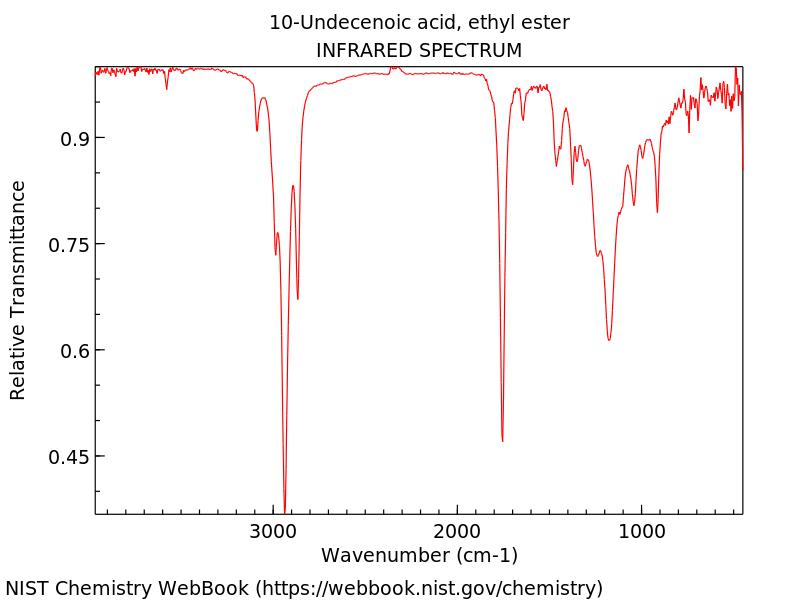 10-Undecenoic acid, ethyl ester
INFRARED SPECTRUM
Relative Transmittance
0.9
0.75
0.6
0.45
3000 2000 1000
Wavenumber (cm-1)
NIST Chemistry WebBook (https://webbook.nist.gov/chemistry)